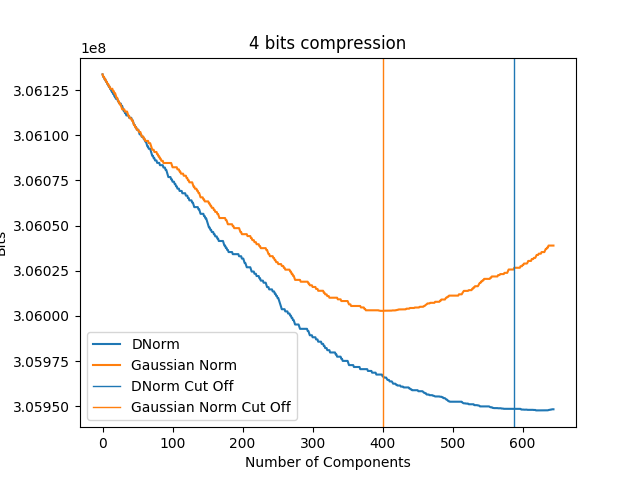 4 bits compression
1e8
3.06125
3.06100
3.06075
3.06050
3.06025
3.06000
3.05975
3.05950
Bits
DNorm
Gaussian Norm
DNorm Cut Off
Gaussian Norm Cut Off
0 100 200 300 400 500 600
Number of Components